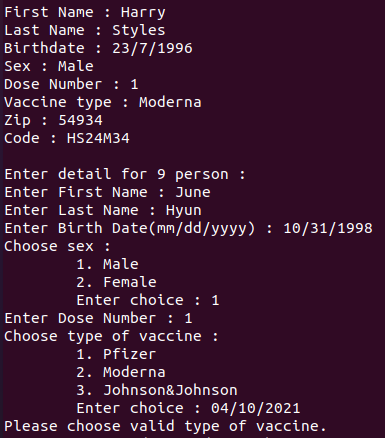 First Name : Harry
Last Name : Styles
Birthdate : 23/7/1996
Sex : Male
Dose Number : 1
Vaccine type : Moderna
Zip : 54934
Code : HS24M34

Enter detail for 9 person :
Enter First Name : June
Enter Last Name : Hyun
Enter Birth Date(mm/dd/yyyy) : 10/31/1998
Choose sex :
        1. Male
        2. Female
        Enter choice : 1
Enter Dose Number : 1
Choose type of vaccine :
        1. Pfizer
        2. Moderna
        3. Johnson&Johnson
        Enter choice : 04/10/2021
Please choose valid type of vaccine.